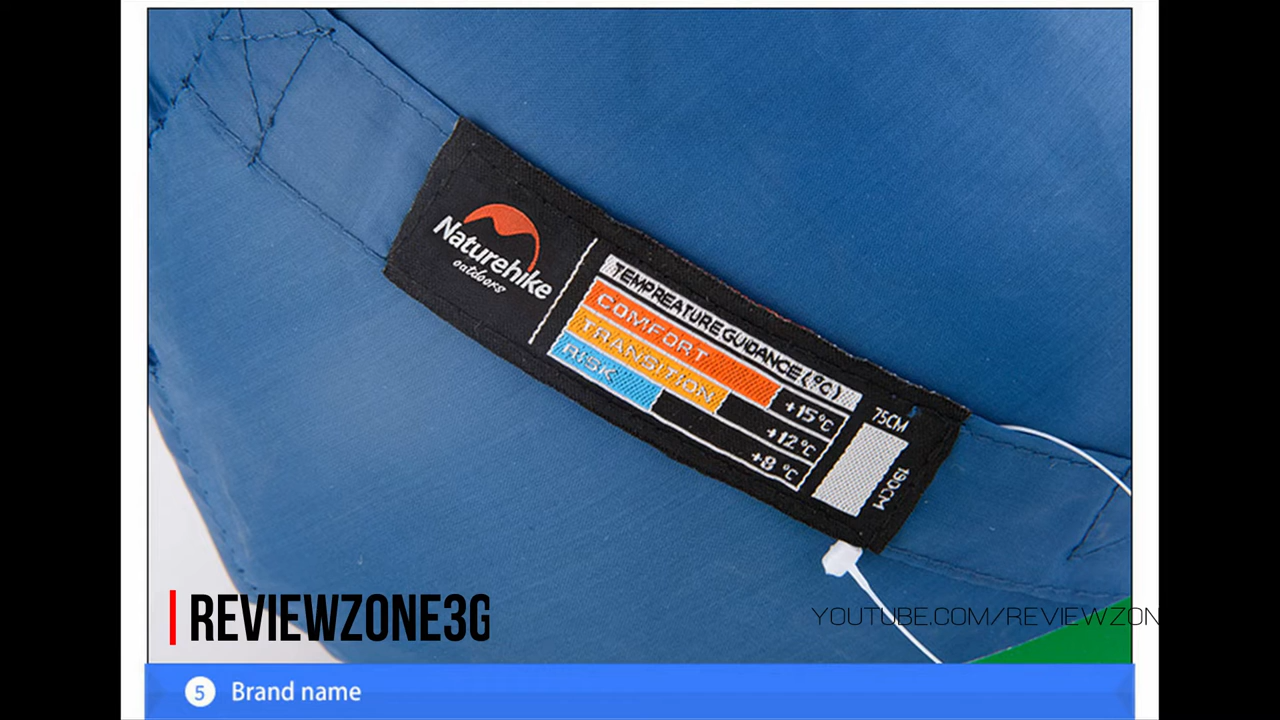 Naturehike
outdoors
TEMPREATURE GUIDANCE (°C)
COMFORT
+15°C
TRANSITION
+12°C
RISK
+8 °C
75CM
190CM
REVIEWZONE3G
YOUTUBE.COM/REVIEWZON
5 Brand name